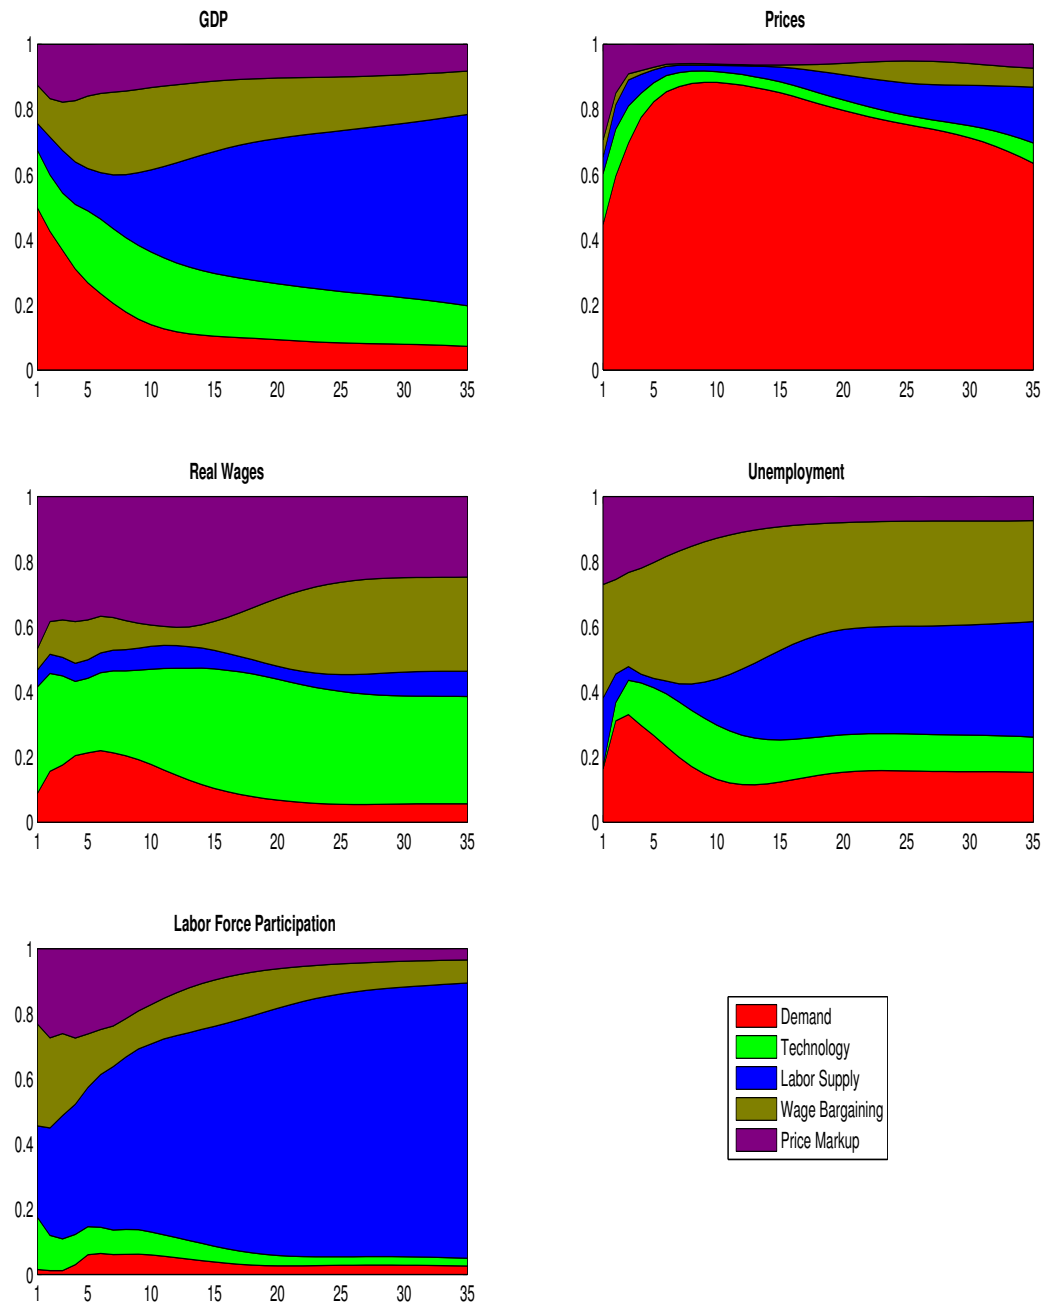 GDP
1
0.8
0.6
0.4
0.2
0
1 5 10 15 20 25 30 35
Prices
1
0.8
0.6
0.4
0.2
0
1 5 10 15 20 25 30 35
Real Wages
1
0.8
0.6
0.4
0.2
0
1 5 10 15 20 25 30 35
Unemployment
1
0.8
0.6
0.4
0.2
0
1 5 10 15 20 25 30 35
Labor Force Participation
1
0.8
0.6
0.4
0.2
0
1 5 10 15 20 25 30 35
Demand
Technology
Labor Supply
Wage Bargaining
Price Markup